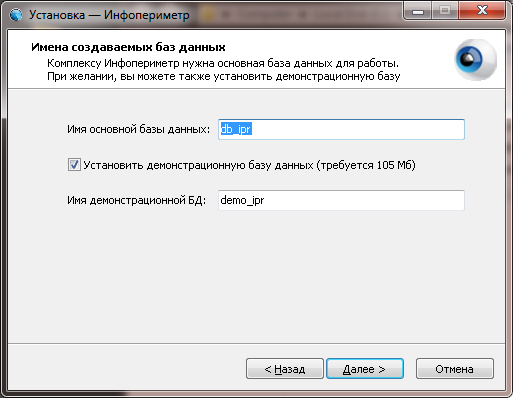 Установка — Инфопериметр
Имена создаваемых баз данных
Комплексу Инфопериметр нужна основная база данных для работы.
При желании, вы можете также установить демонстрационную базу
Имя основной базы данных: db_ipr
Установить демонстрационную базу данных (требуется 105 Мб)
Имя демонстрационной БД: demo_ipr
< Назад Далее > Отмена